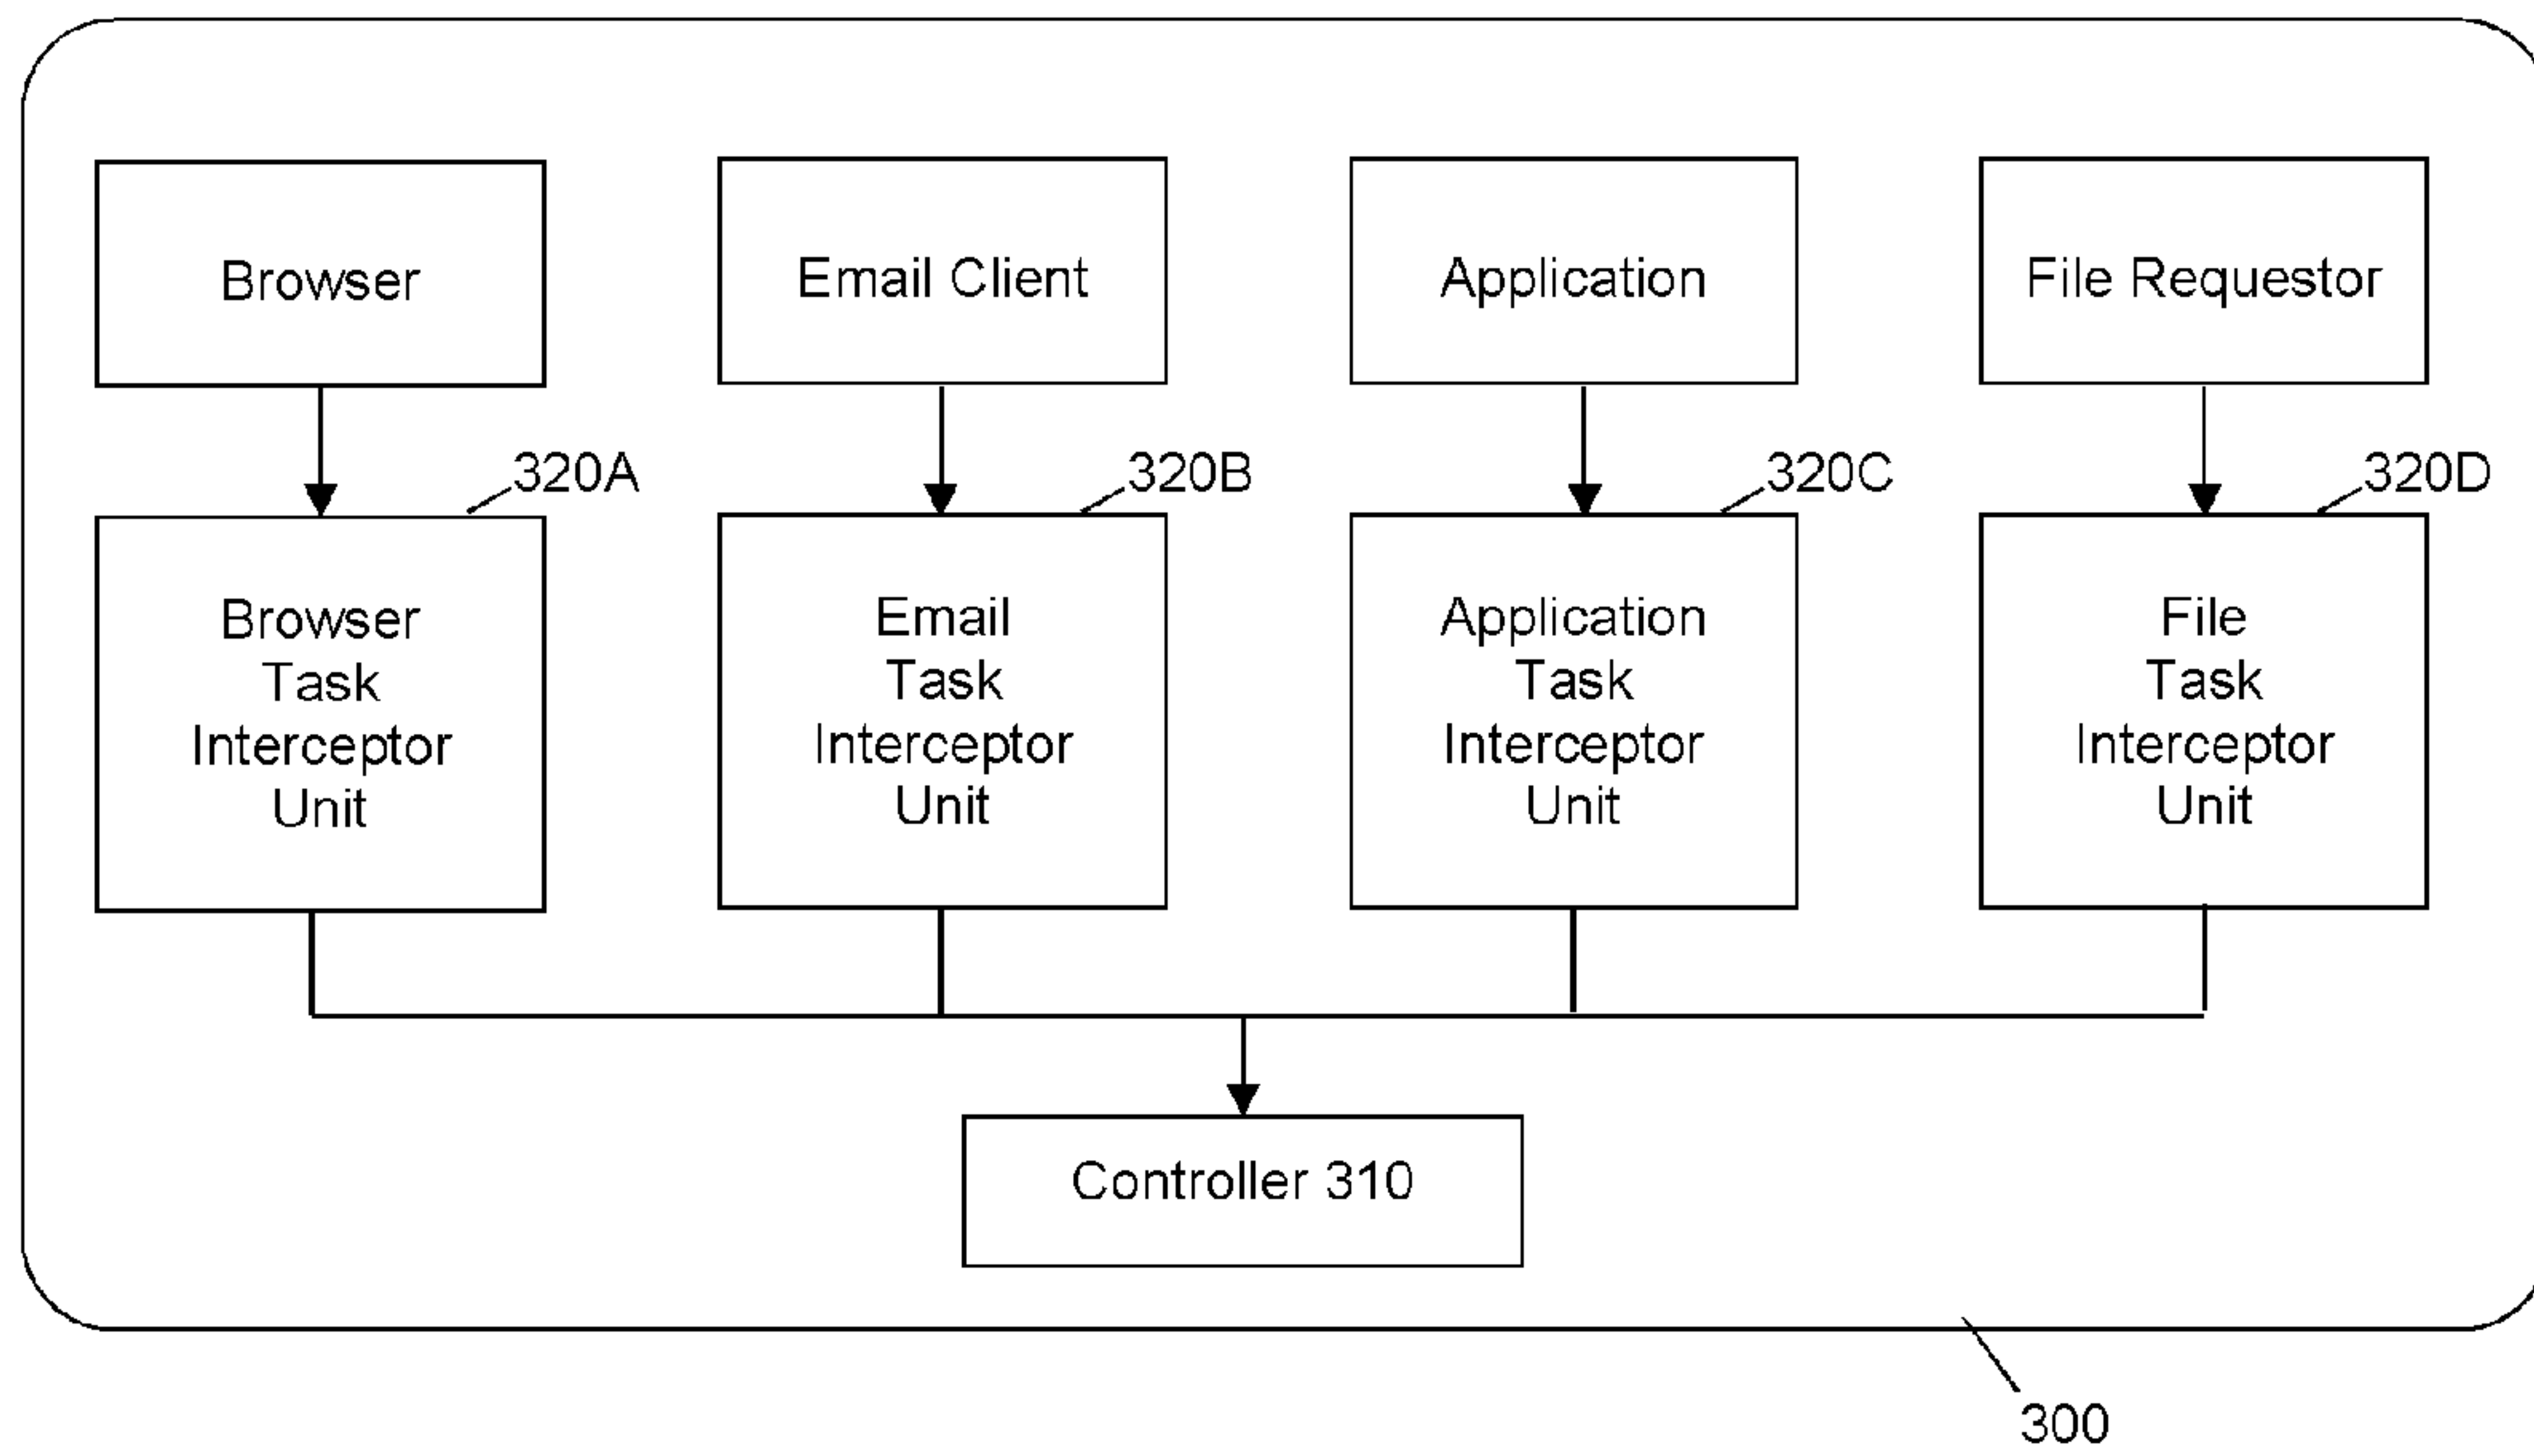 Browser
Email Client
Application
File Requestor
320A
320B
320C
320D
Browser
Task
Interceptor
Unit
Email
Task
Interceptor
Unit
Application
Task
Interceptor
Unit
File
Task
Interceptor
Unit
Controller 310
300